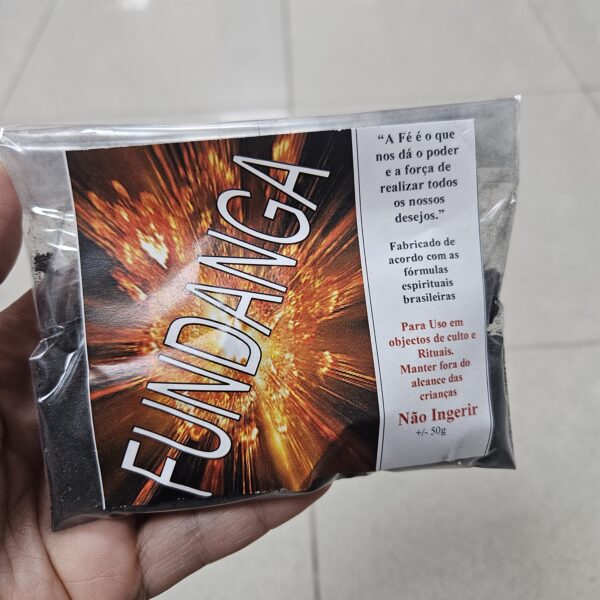 FUNDANGA
“A Fé é o que
nos dá o poder
e a força de
realizar todos
os nossos
desejos.”
Fabricado de
acordo com as
fórmulas
espirituais
brasileiras
Para Uso em
objectos de culto e
Rituais.
Manter fora do
alcance das
crianças
Não Ingerir
+/- 50g